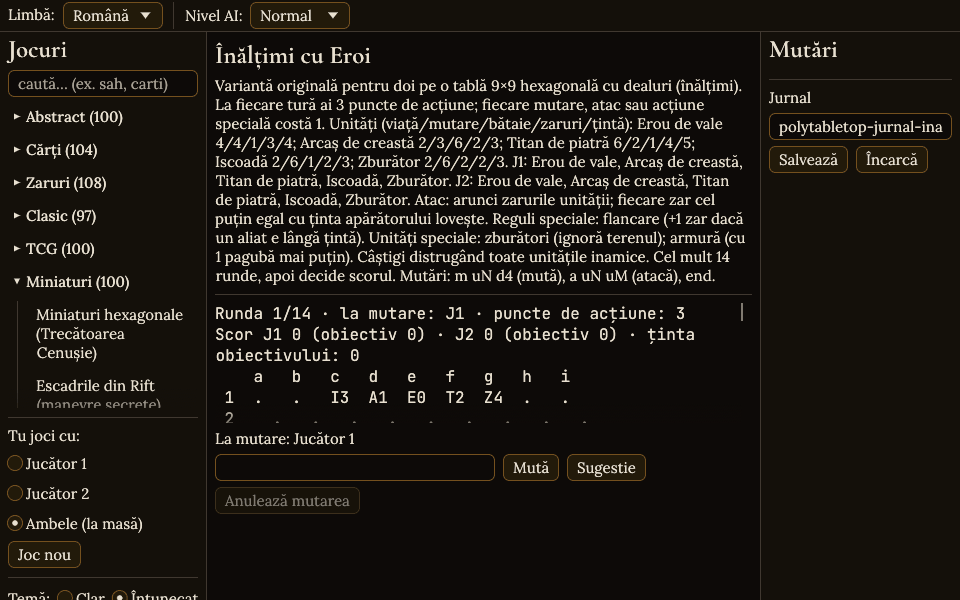 Limbă:
Română
Nivel AI:
Normal
Jocuri
caută... (ex. sah, carti)
Abstract (100)
Cărți (104)
Zaruri (108)
Clasic (97)
TCG (100)
Miniaturi (100)
Miniaturi hexagonale
(Trecătoarea
Cenușie)
Escadrile din Rift
(manevre secrete)
Tu joci cu:
Jucător 1
Jucător 2
Ambele (la masă)
Joc nou
Temă:
Clar
Întunecat
Înălțimi cu Eroi
Variantă originală pentru doi pe o tablă 9×9 hexagonală cu dealuri (înălțimi).
La fiecare tură ai 3 puncte de acțiune; fiecare mutare, atac sau acțiune
specială costă 1. Unități (viață/mutare/bătaie/zaruri/țintă): Erou de vale
4/4/1/3/4; Arcaș de creastă 2/3/6/2/3; Titan de piatră 6/2/1/4/5;
Iscoadă 2/6/1/2/3; Zburător 2/6/2/2/3. J1: Erou de vale, Arcaș de creastă,
Titan de piatră, Iscoadă, Zburător. J2: Erou de vale, Arcaș de creastă, Titan
de piatră, Iscoadă, Zburător. Atac: arunci zarurile unității; fiecare zar cel
puțin egal cu ținta apărătorului lovește. Reguli speciale: flancare (+1 zar dacă
un aliat e lângă țintă). Unități speciale: zburători (ignoră terenul); armură (cu
1 pagubă mai puțin). Câștigi distrugând toate unitățile inamice. Cel mult 14
runde, apoi decide scorul. Mutări: m uN d4 (mută), a uN uM (atacă), end.
Runda 1/14 · la mutare: J1 · puncte de acțiune: 3
Scor J1 0 (obiectiv 0) · J2 0 (obiectiv 0) · ținta
obiectivului: 0
a b c d e f g h i
1 . . I3 A1 E0 T2 Z4 . .
2 . . . . . . . . .
La mutare: Jucător 1
Mută
Sugestie
Anulează mutarea
Mutări
Jurnal
polytabletop-jurnal-ina
Salvează
Încarcă